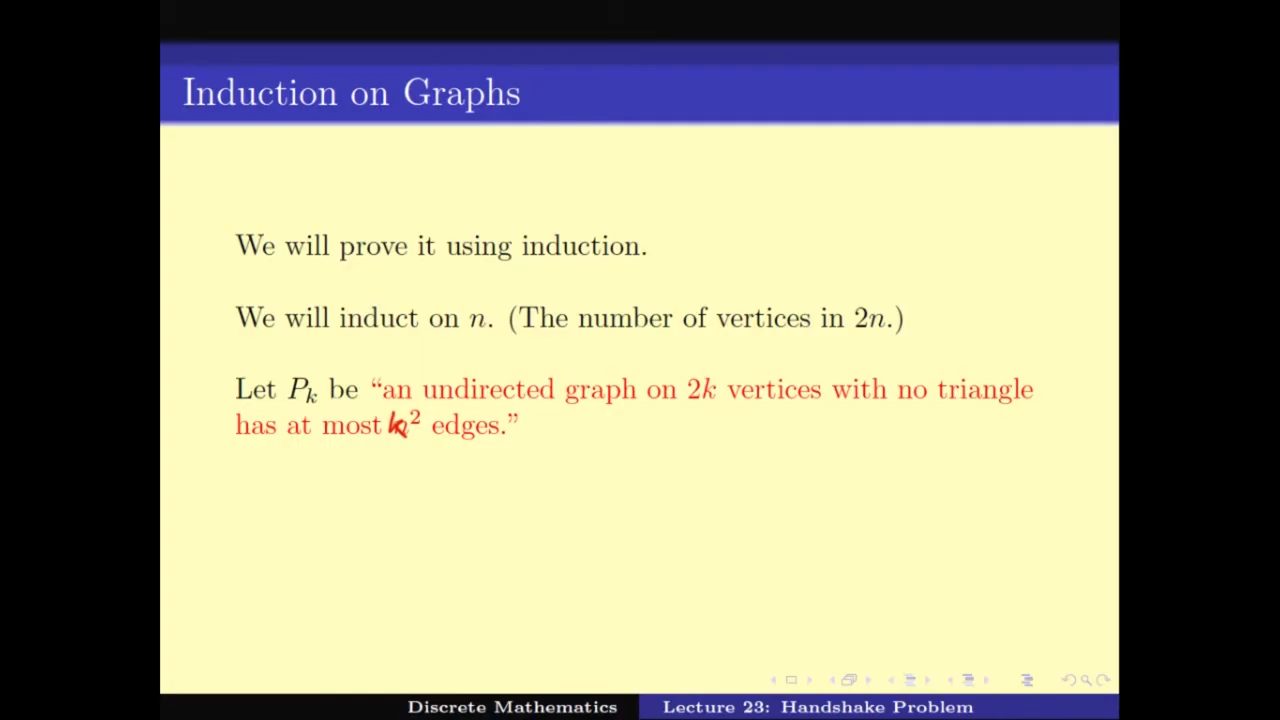 Induction on Graphs
We will prove it using induction.
We will induct on n. (The number of vertices in 2n.)
Let Pₖ be “an undirected graph on 2k vertices with no triangle
has at most k² edges.”
Discrete Mathematics Lecture 23: Handshake Problem